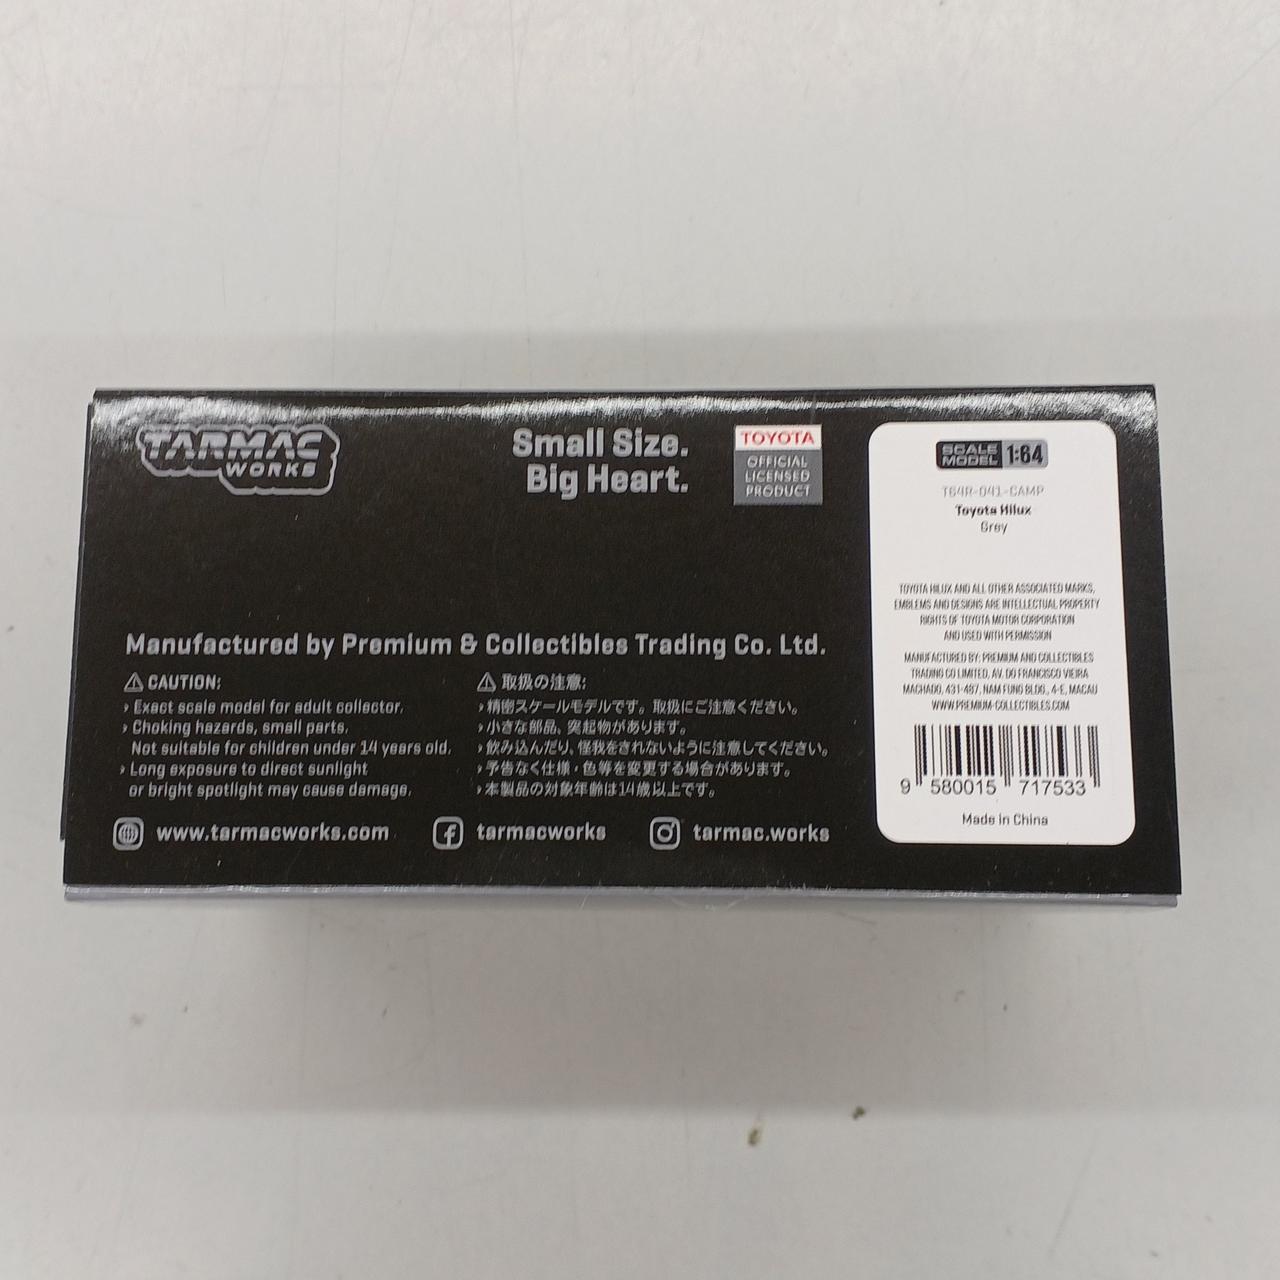 TARMAC
WORKS
Small Size.
Big Heart.
TOYOTA
OFFICIAL
LICENSED
PRODUCT
Manufactured by Premium & Collectibles Trading Co. Ltd.
CAUTION:
› Exact scale model for adult collector.
› Choking hazards, small parts.
Not suitable for children under 14 years old.
› Long exposure to direct sunlight
or bright spotlight may cause damage.
取扱の注意:
› 精密スケールモデルです。取扱にご注意ください。
› 小さな部品、突起物があります。
› 飲み込んだり、怪我をされないように注意してください。
› 予告なく仕様・色等を変更する場合があります。
› 本製品の対象年齢は14歳以上です。
www.tarmacworks.com
tarmacworks
tarmac.works
SCALE MODEL 1:64
T64R-041-CAMP
Toyota Hilux
Grey
TOYOTA HILUX AND ALL OTHER ASSOCIATED MARKS,
EMBLEMS AND DESIGNS ARE INTELLECTUAL PROPERTY
RIGHTS OF TOYOTA MOTOR CORPORATION
AND USED WITH PERMISSION
MANUFACTURED BY: PREMIUM AND COLLECTIBLES
TRADING CO LIMITED, AV. DO FRANCISCO VIEIRA
MACHADO, 431-487, NAM FUNG BLDG., 4-E, MACAU
WWW.PREMIUM-COLLECTIBLES.COM
9 580015 717533
Made in China